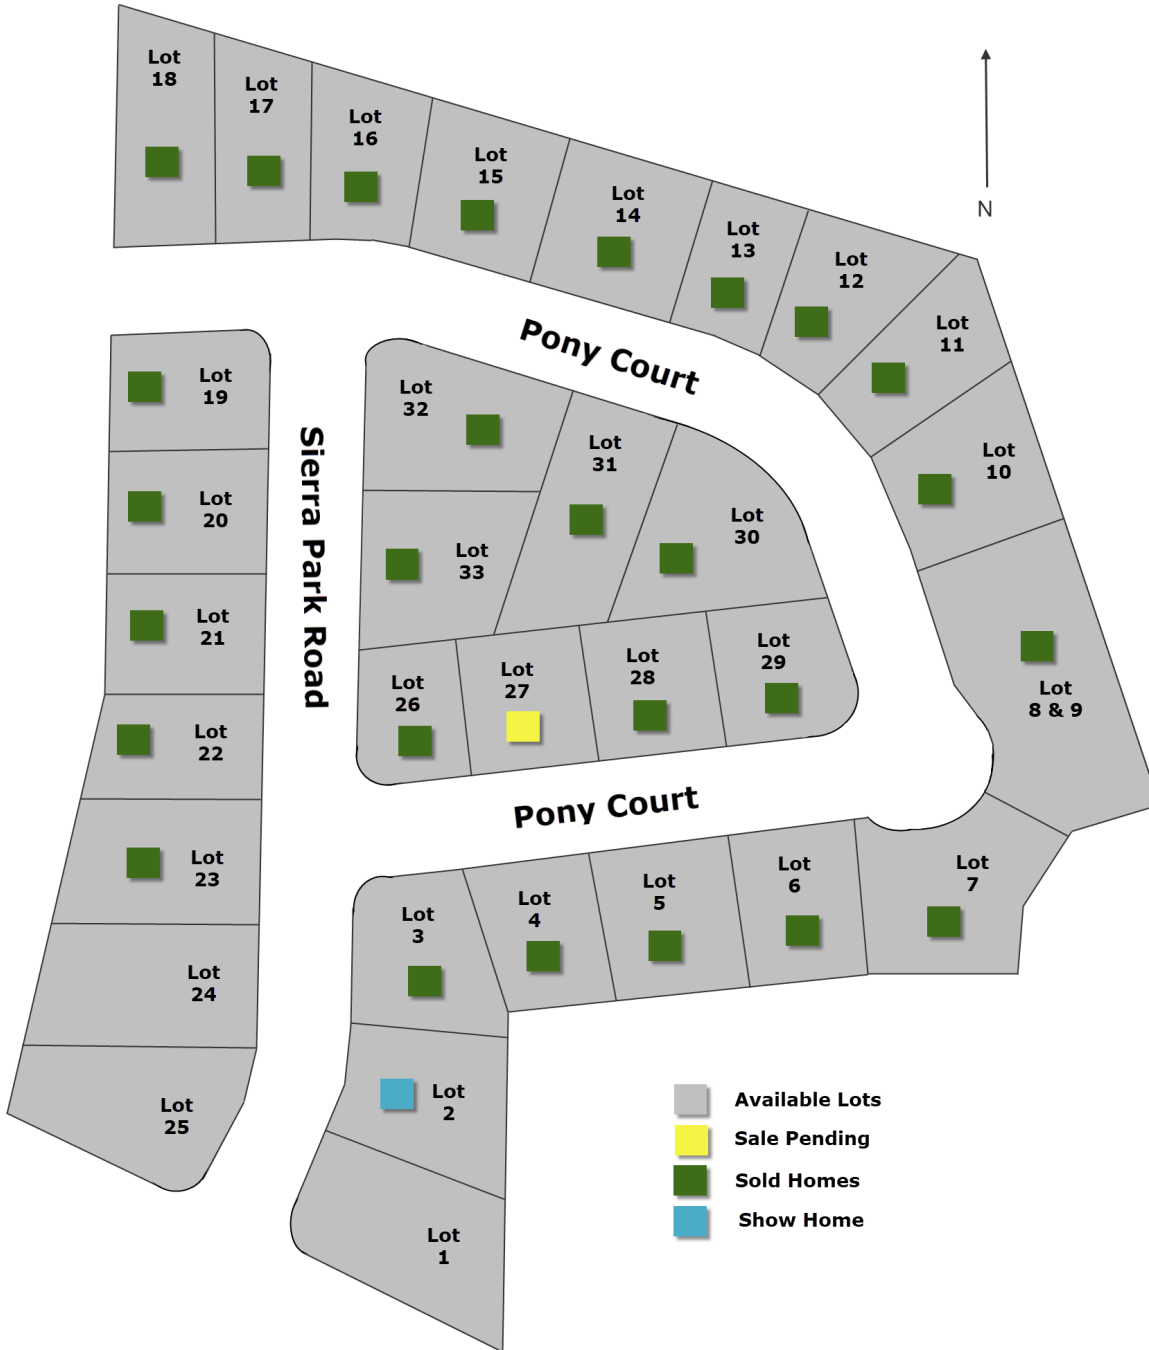 Lot
18
Lot
17
Lot
16
Lot
15
Lot
14
Lot
13
Lot
12
Lot
11
Lot
10
Lot
8 & 9
N
Pony Court
Lot
19
Lot
20
Lot
21
Lot
22
Lot
23
Lot
24
Lot
25
Sierra Park Road
Lot
32
Lot
31
Lot
30
Lot
33
Lot
26
Lot
27
Lot
28
Lot
29
Pony Court
Lot
3
Lot
4
Lot
5
Lot
6
Lot
7
Lot
2
Lot
1
Available Lots
Sale Pending
Sold Homes
Show Home